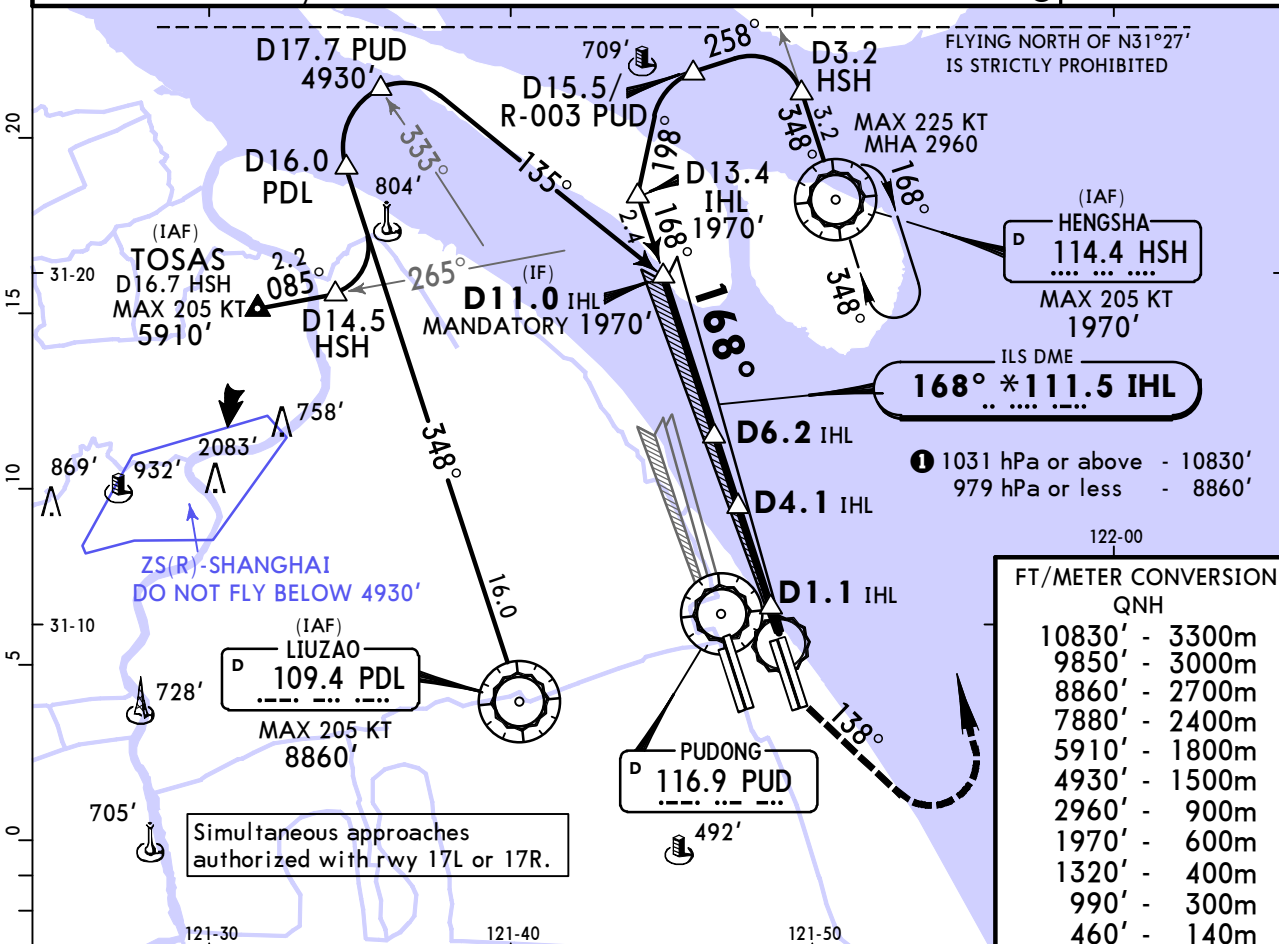 D17.7 PUD
4930'
709'
258°
D3.2
HSH
FLYING NORTH OF N31°27'
IS STRICTLY PROHIBITED
D15.5/
R-003 PUD
20
333°
198°
3.2
348°
MAX 225 KT
MHA 2960
D16.0
PDL
135°
D13.4
IHL
1970'
168°
804'
2.4
168°
(IAF)
HENGSHA
D 114.4 HSH
MAX 205 KT
1970'
(IAF)
TOSAS
D16.7 HSH
MAX 205 KT
5910'
2.2
085°
265°
31-20
15
D14.5
HSH
(IF)
D11.0 IHL
MANDATORY 1970'
168°
348°
ILS DME
168° *111.5 IHL
758'
2083'
869'
932'
10
348°
D6.2 IHL
1 1031 hPa or above - 10830'
979 hPa or less - 8860'
D4.1 IHL
122-00
ZS(R)-SHANGHAI
DO NOT FLY BELOW 4930'
16.0
D1.1 IHL
31-10
5
(IAF)
LIUZAO
D 109.4 PDL
MAX 205 KT
8860'
728'
138°
PUDONG
D 116.9 PUD
705'
0
492'
Simultaneous approaches
authorized with rwy 17L or 17R.
FT/METER CONVERSION
QNH
10830' - 3300m
9850' - 3000m
8860' - 2700m
7880' - 2400m
5910' - 1800m
4930' - 1500m
2960' - 900m
1970' - 600m
1320' - 400m
990' - 300m
460' - 140m
121-30
121-40
121-50